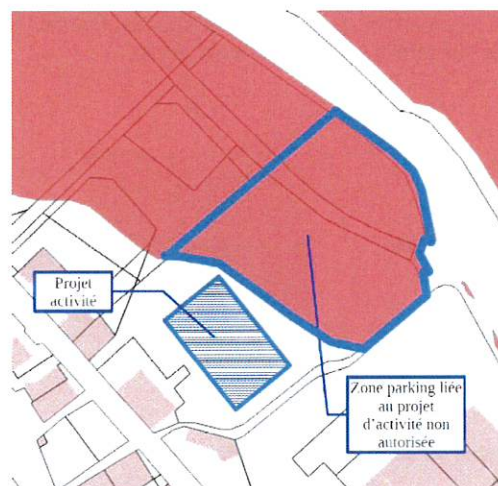 Projet
activité
Zone parking liée
au projet
d'activité non
autorisée